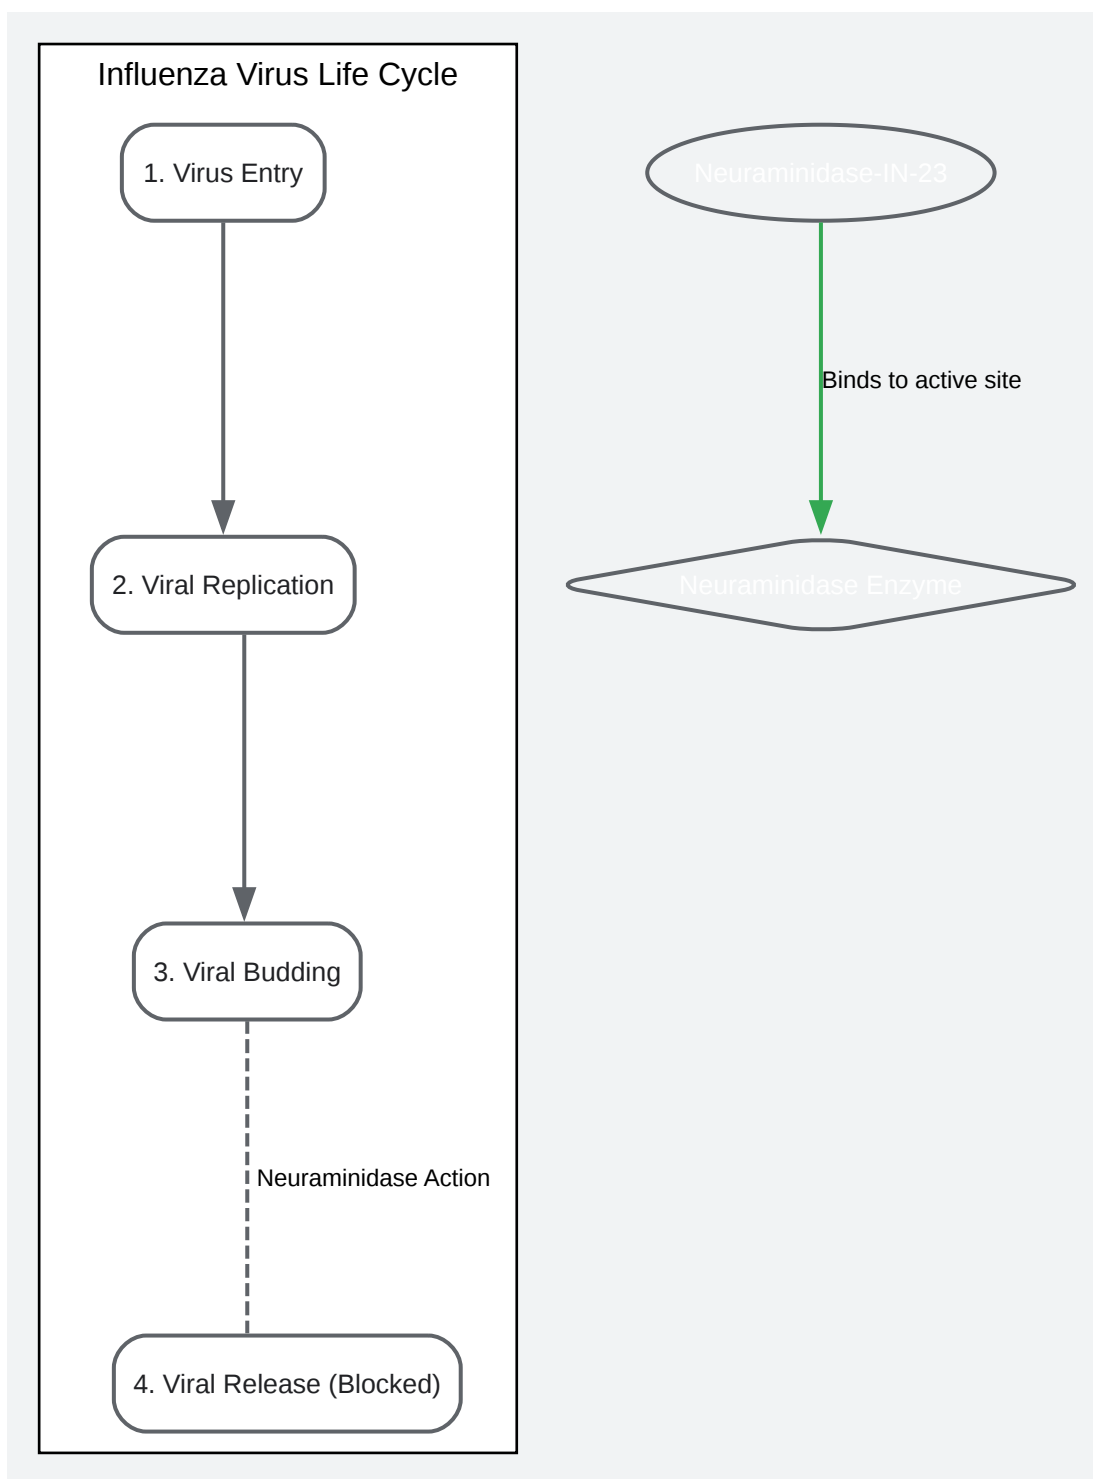 Influenza Virus Life Cycle
1. Virus Entry
Neuraminidase-IN-23
Binds to active site
2. Viral Replication
Neuraminidase Enzyme
3. Viral Budding
Neuraminidase Action
4. Viral Release (Blocked)